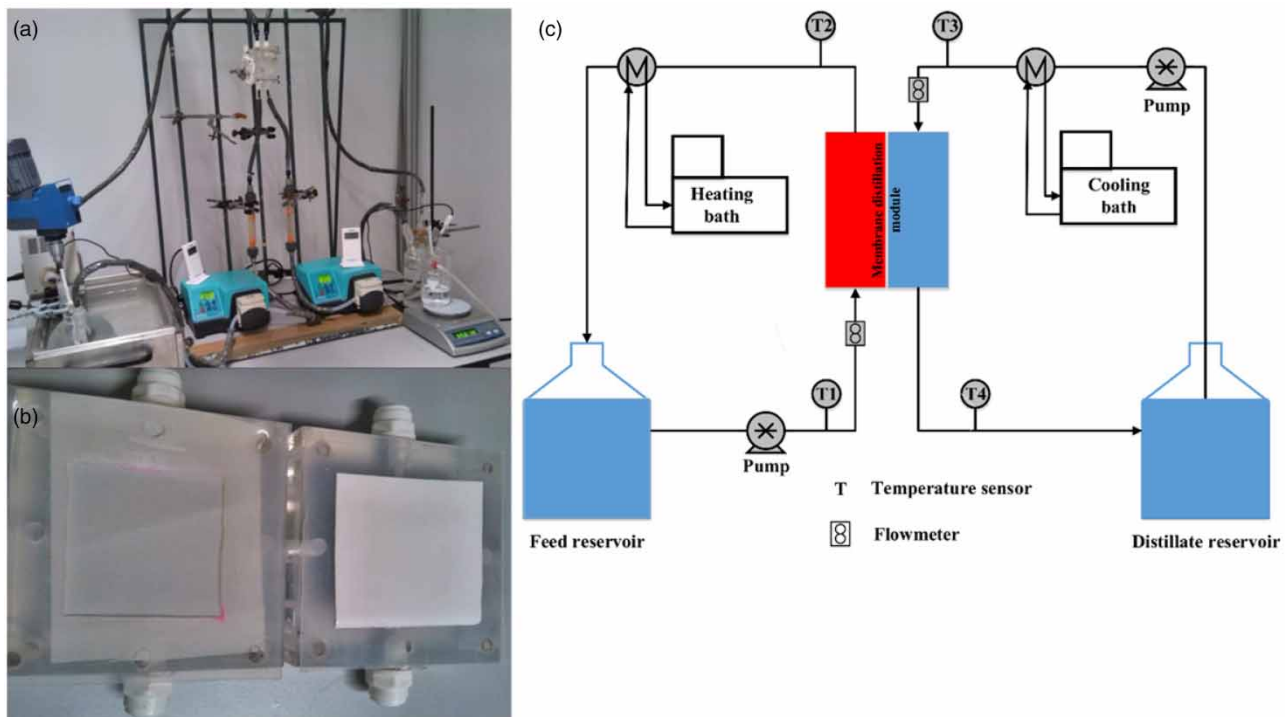 (a)
(b)
(c)
T2
T3
Pump
Heating
bath
Cooling
bath
Membrane distillation
module
T1
T4
Pump
T Temperature sensor
Flowmeter
Feed reservoir
Distillate reservoir